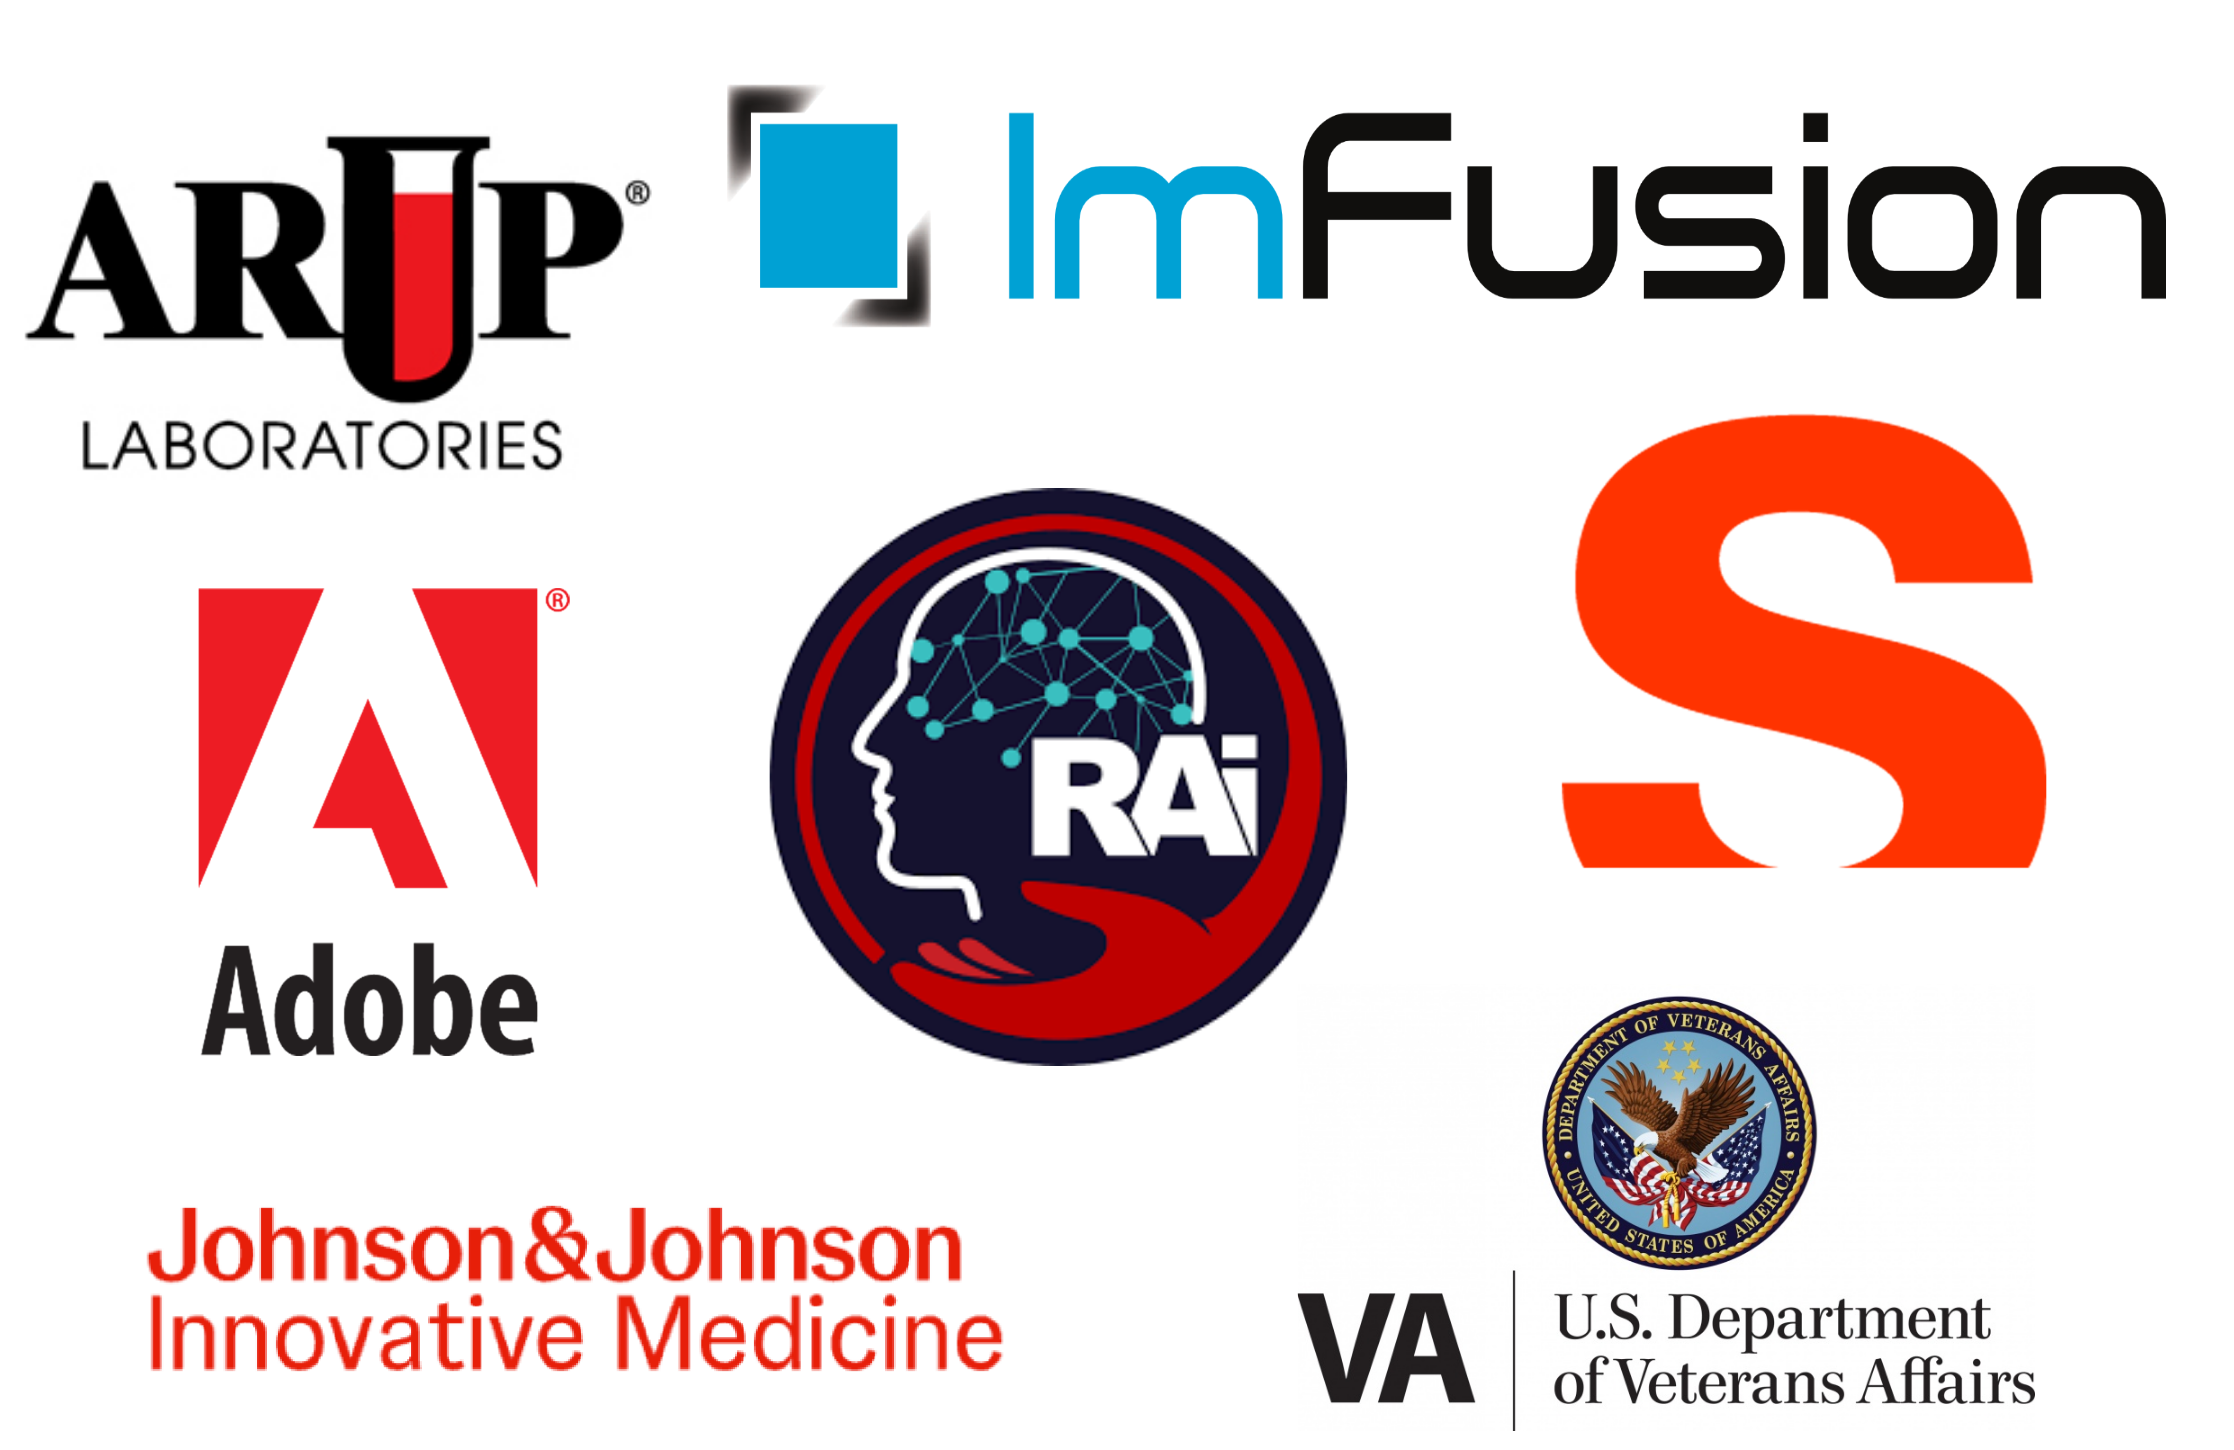 ARUP®
LABORATORIES
ImFusion
S
®
Adobe
RAi
DEPARTMENT OF VETERANS AFFAIRS
UNITED STATES OF AMERICA
Johnson&Johnson
Innovative Medicine
VA
U.S. Department
of Veterans Affairs